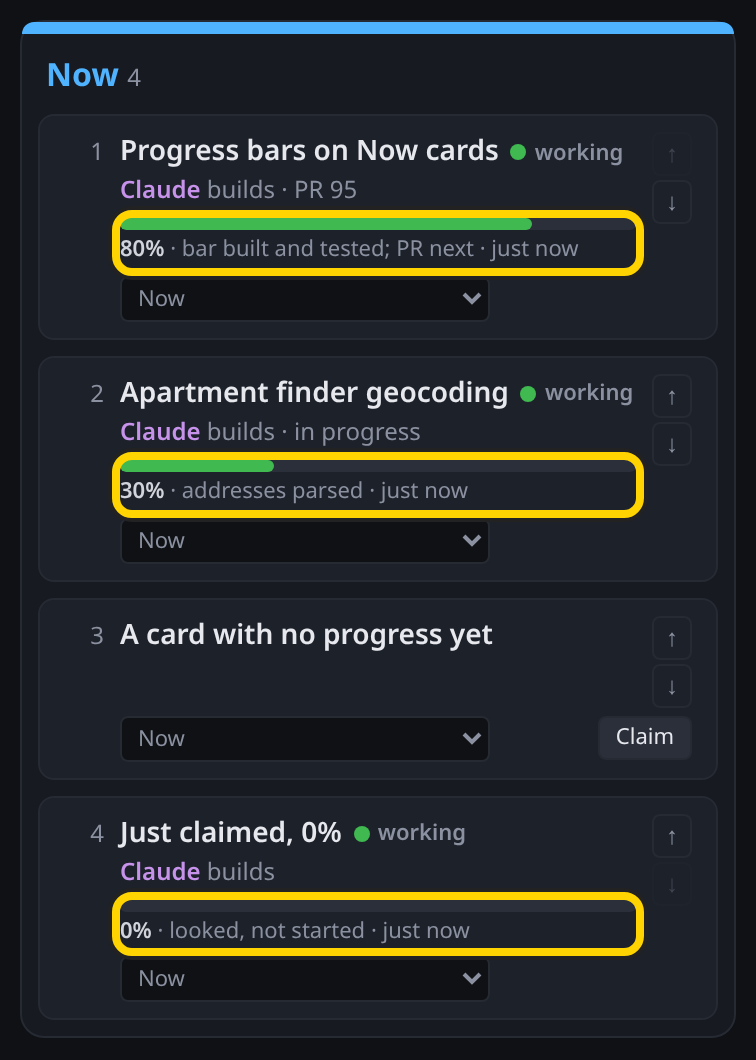 Now 4
1 Progress bars on Now cards working ↑
Claude builds · PR 95 ↓
80% · bar built and tested; PR next · just now
Now
2 Apartment finder geocoding working ↑
Claude builds · in progress ↓
30% · addresses parsed · just now
Now
3 A card with no progress yet ↑
↓
Now Claim
4 Just claimed, 0% working ↑
Claude builds ↓
0% · looked, not started · just now
Now